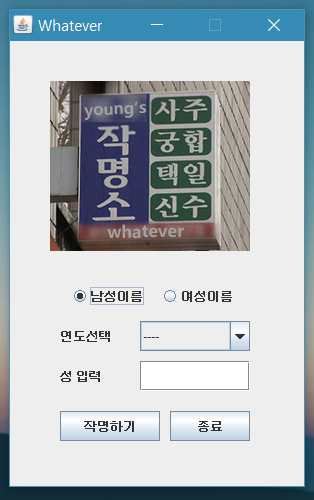 Whatever
young's
사주
작명소
궁합
택일
신수
whatever
남성이름 여성이름
연도선택 ----
성 입력
작명하기 종료